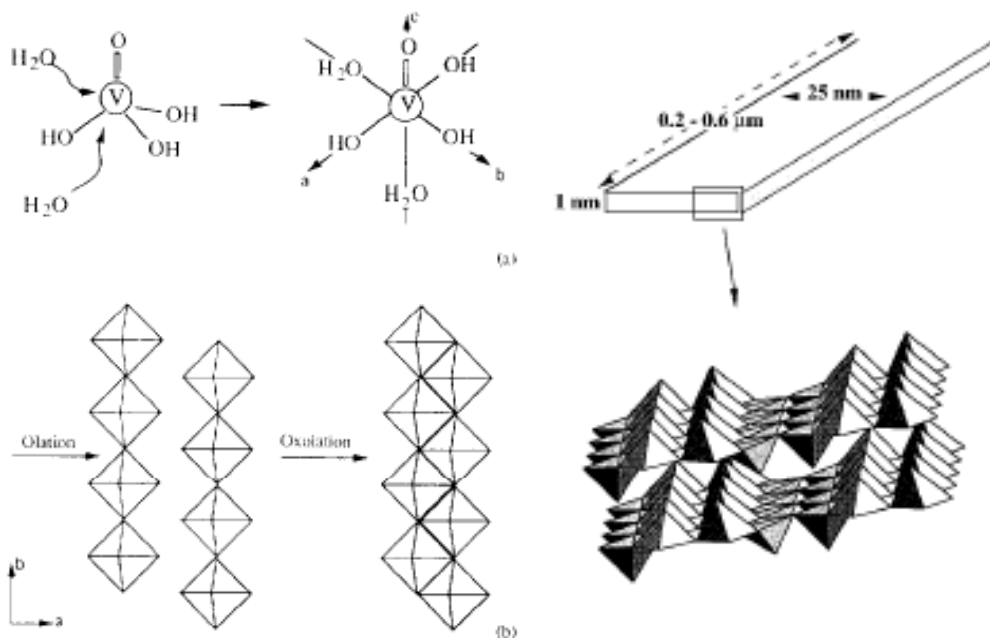 O
H₂O
V
OH
HO
OH
H₂O
c
O
H₂O
OH
V
HO
OH
a
b
H₂O
(a)
0.2 - 0.6 µm
25 nm
1 nm
Olation
Oxolation
b
a
(b)